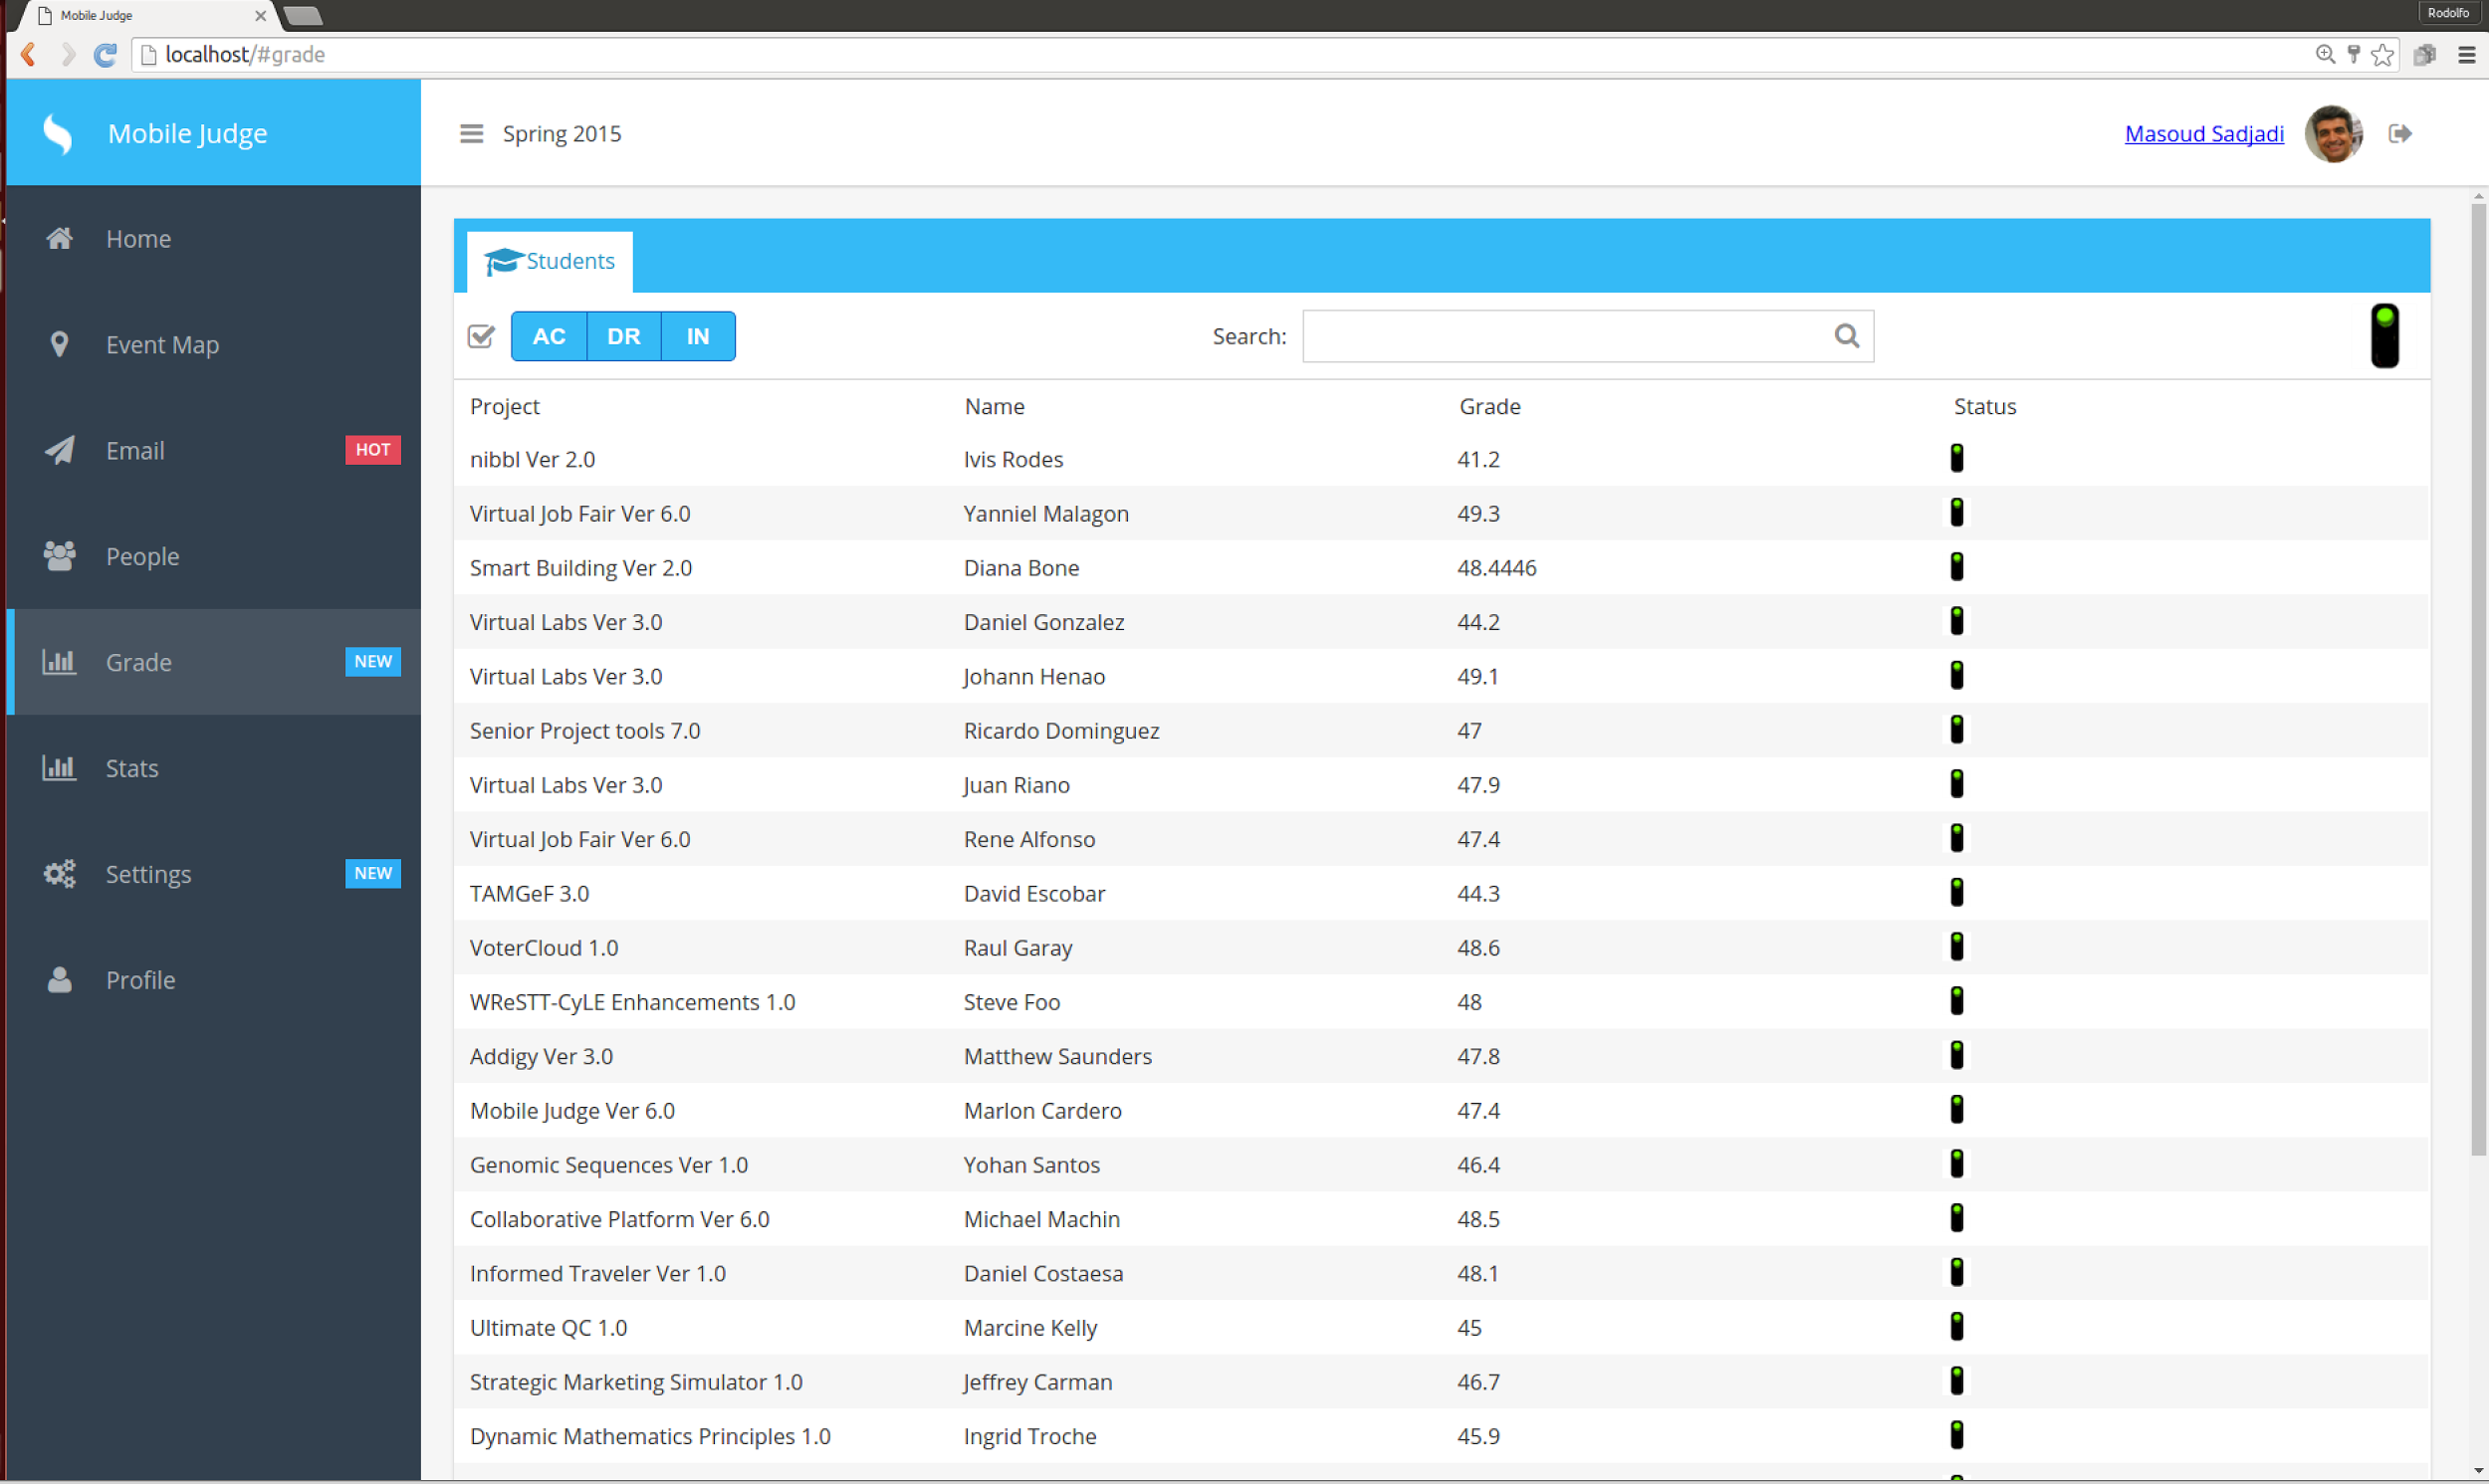 Mobile Judge
Rodolfo
localhost/#grade
Mobile Judge
Spring 2015
Masoud Sadjadi
Home
Event Map
Email HOT
People
Grade NEW
Stats
Settings NEW
Profile
Students
AC DR IN
Search:
Project Name Grade Status
nibbl Ver 2.0 Ivis Rodes 41.2
Virtual Job Fair Ver 6.0 Yanniel Malagon 49.3
Smart Building Ver 2.0 Diana Bone 48.4446
Virtual Labs Ver 3.0 Daniel Gonzalez 44.2
Virtual Labs Ver 3.0 Johann Henao 49.1
Senior Project tools 7.0 Ricardo Dominguez 47
Virtual Labs Ver 3.0 Juan Riano 47.9
Virtual Job Fair Ver 6.0 Rene Alfonso 47.4
TAMGeF 3.0 David Escobar 44.3
VoterCloud 1.0 Raul Garay 48.6
WReSTT-CyLE Enhancements 1.0 Steve Foo 48
Addigy Ver 3.0 Matthew Saunders 47.8
Mobile Judge Ver 6.0 Marlon Cardero 47.4
Genomic Sequences Ver 1.0 Yohan Santos 46.4
Collaborative Platform Ver 6.0 Michael Machin 48.5
Informed Traveler Ver 1.0 Daniel Costaesa 48.1
Ultimate QC 1.0 Marcine Kelly 45
Strategic Marketing Simulator 1.0 Jeffrey Carman 46.7
Dynamic Mathematics Principles 1.0 Ingrid Troche 45.9